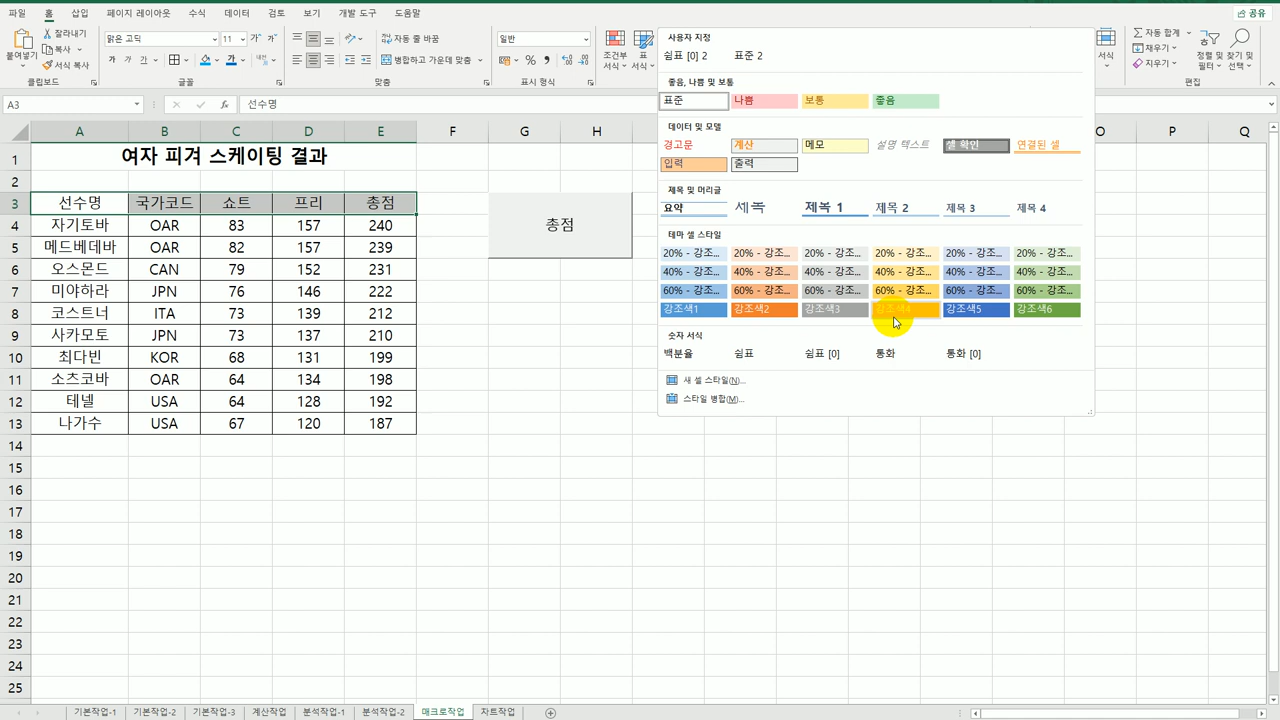 파일 홈 삽입 페이지 레이아웃 수식 데이터 검토 보기 개발 도구 도움말 공유
붙여넣기
잘라내기
복사
서식 복사
클립보드
맑은 고딕 11
가 가 가
글꼴
자동 줄 바꿈
병합하고 가운데 맞춤
맞춤
일반
표시 형식
조건부 서식
표 서식
서식
자동 합계
채우기
지우기
정렬 및 필터
찾기 및 선택
편집
A3 fx 선수명
A B C D E F G H O P Q
1 여자 피겨 스케이팅 결과
2
3 선수명 국가코드 쇼트 프리 총점
4 자기토바 OAR 83 157 240
5 메드베데바 OAR 82 157 239
6 오스몬드 CAN 79 152 231
7 미야하라 JPN 76 146 222
8 코스트너 ITA 73 139 212
9 사카모토 JPN 73 137 210
10 최다빈 KOR 68 131 199
11 소츠코바 OAR 64 134 198
12 테넬 USA 64 128 192
13 나가수 USA 67 120 187
14
15
16
17
18
19
20
21
22
23
24
25
총점
사용자 지정
쉼표 [0] 2 표준 2
좋음, 나쁨 및 보통
표준 나쁨 보통 좋음
데이터 및 모델
경고문 계산 메모 설명 텍스트 셀 확인 연결된 셀
입력 출력
제목 및 머리글
요약 제목 제목 1 제목 2 제목 3 제목 4
테마 셀 스타일
20% - 강조... 20% - 강조... 20% - 강조... 20% - 강조... 20% - 강조... 20% - 강조...
40% - 강조... 40% - 강조... 40% - 강조... 40% - 강조... 40% - 강조... 40% - 강조...
60% - 강조... 60% - 강조... 60% - 강조... 60% - 강조... 60% - 강조... 60% - 강조...
강조색1 강조색2 강조색3 강조색4 강조색5 강조색6
숫자 서식
백분율 쉼표 쉼표 [0] 통화 통화 [0]
새 셀 스타일(N)...
스타일 병합(M)...
기본작업-1 기본작업-2 기본작업-3 계산작업 분석작업-1 분석작업-2 매크로작업 차트작업